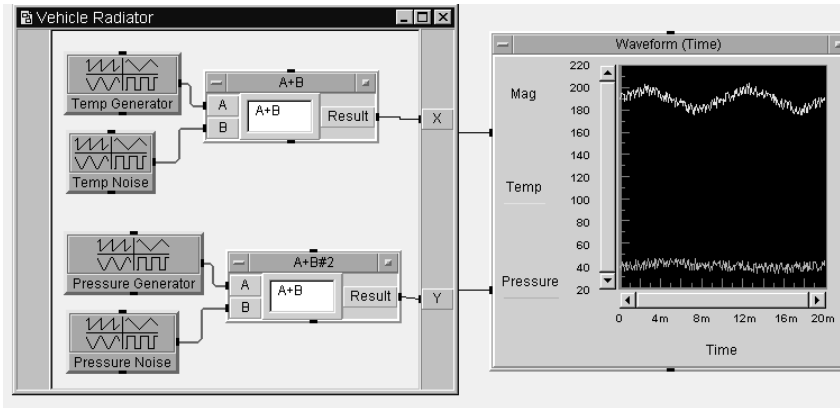 Vehicle Radiator
Temp Generator
A+B
A
B
A+B
Result
X
Temp Noise
Pressure Generator
A+B#2
A
B
A+B
Result
Y
Pressure Noise
Waveform (Time)
Mag
Temp
Pressure
220
200
180
160
140
120
100
80
60
40
20
0 4m 8m 12m 16m 20m
Time